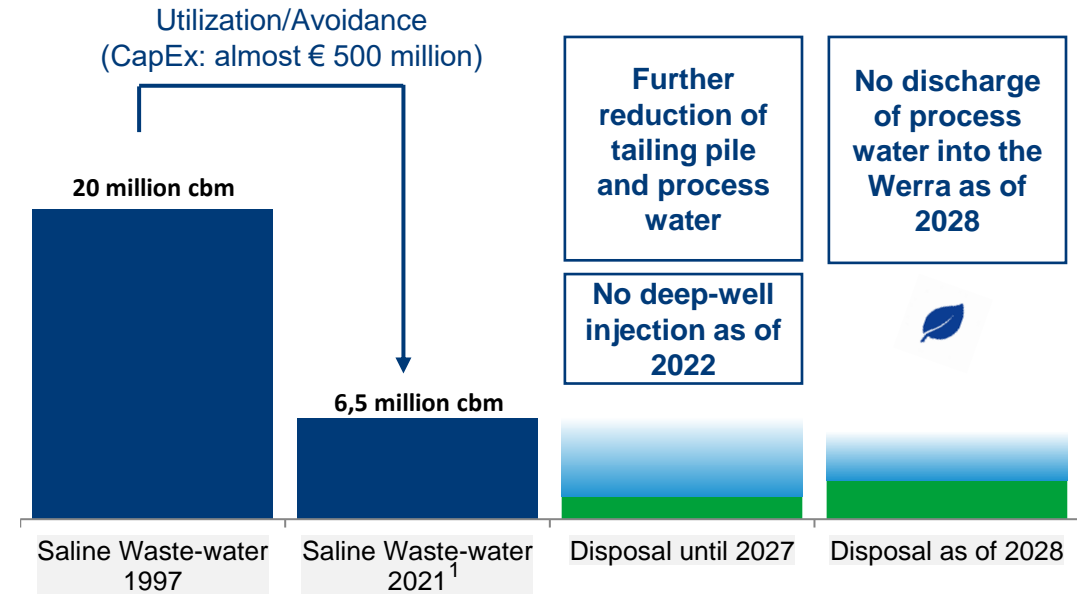 Utilization/Avoidance
(CapEx: almost € 500 million)
20 million cbm
6,5 million cbm
Further
reduction of
tailing pile
and process
water
No deep-well
injection as of
2022
No discharge
of process
water into the
Werra as of
2028
Saline Waste-water
1997
Saline Waste-water
2021¹
Disposal until 2027
Disposal as of 2028